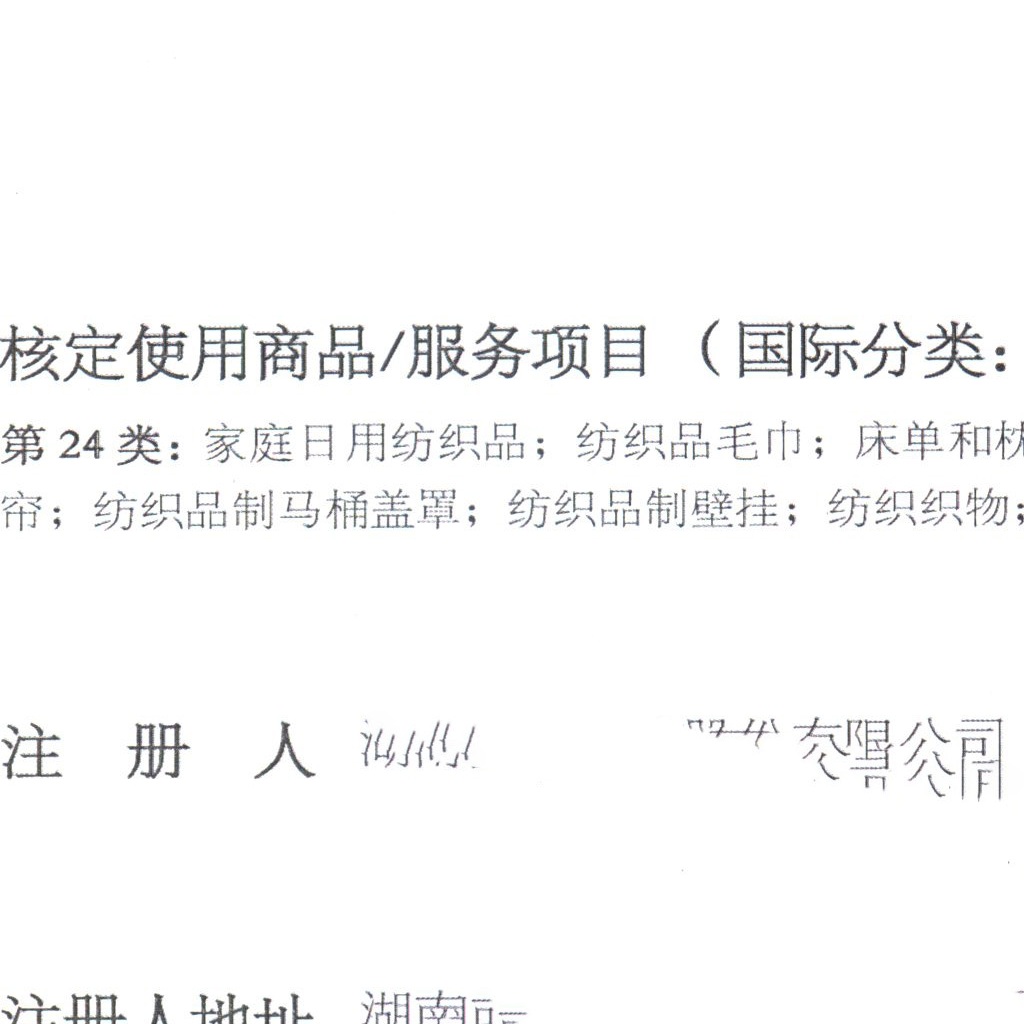 核定使用商品/服务项目（国际分类：
第 24 类：家庭日用纺织品；纺织品毛巾；床单和枕
帘；纺织品制马桶盖罩；纺织品制壁挂；纺织织物；
注 册 人 有限公司
注册人地址 湖南